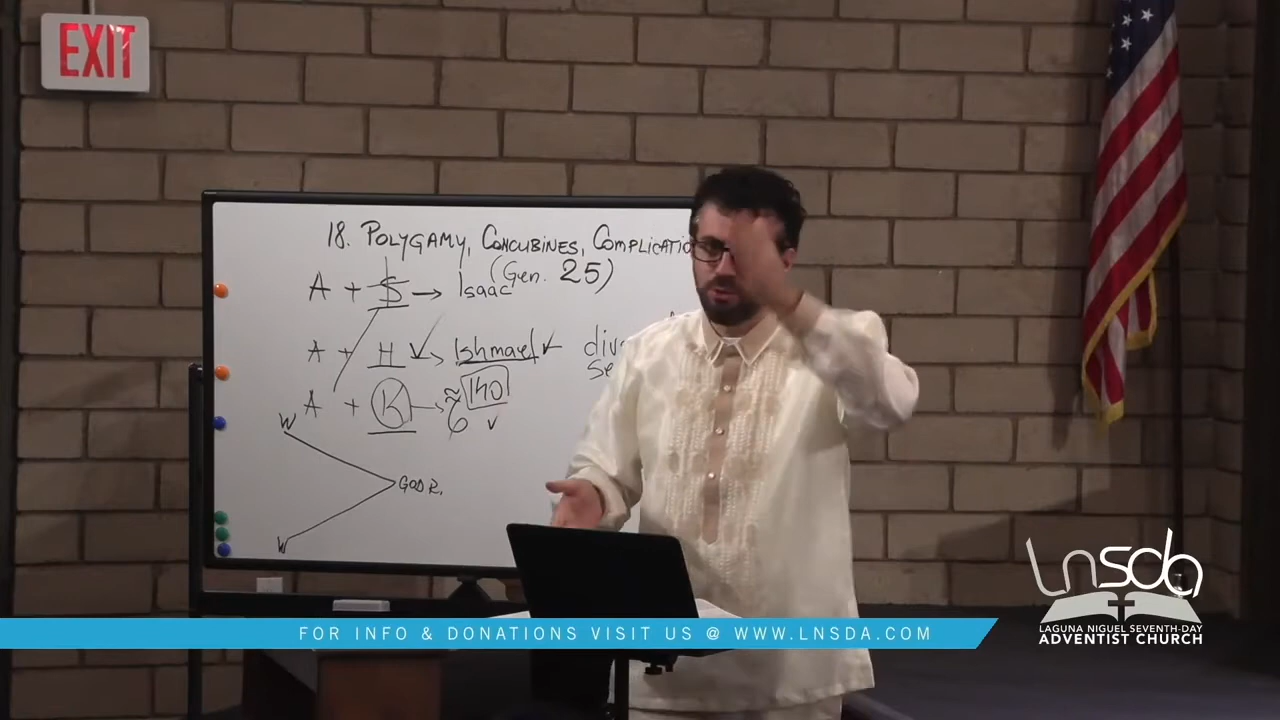 EXIT
18. POLYGAMY, CONCUBINES, COMPLICATIO
(Gen. 25)
A + S → Isaac
A + H ✓ → Ishmael ✓
A + K → ≈ 6 140 v
W
GOD R.
W
LNSDA
LAGUNA NIGUEL SEVENTH-DAY
ADVENTIST CHURCH
FOR INFO & DONATIONS VISIT US @ WWW.LNSDA.COM